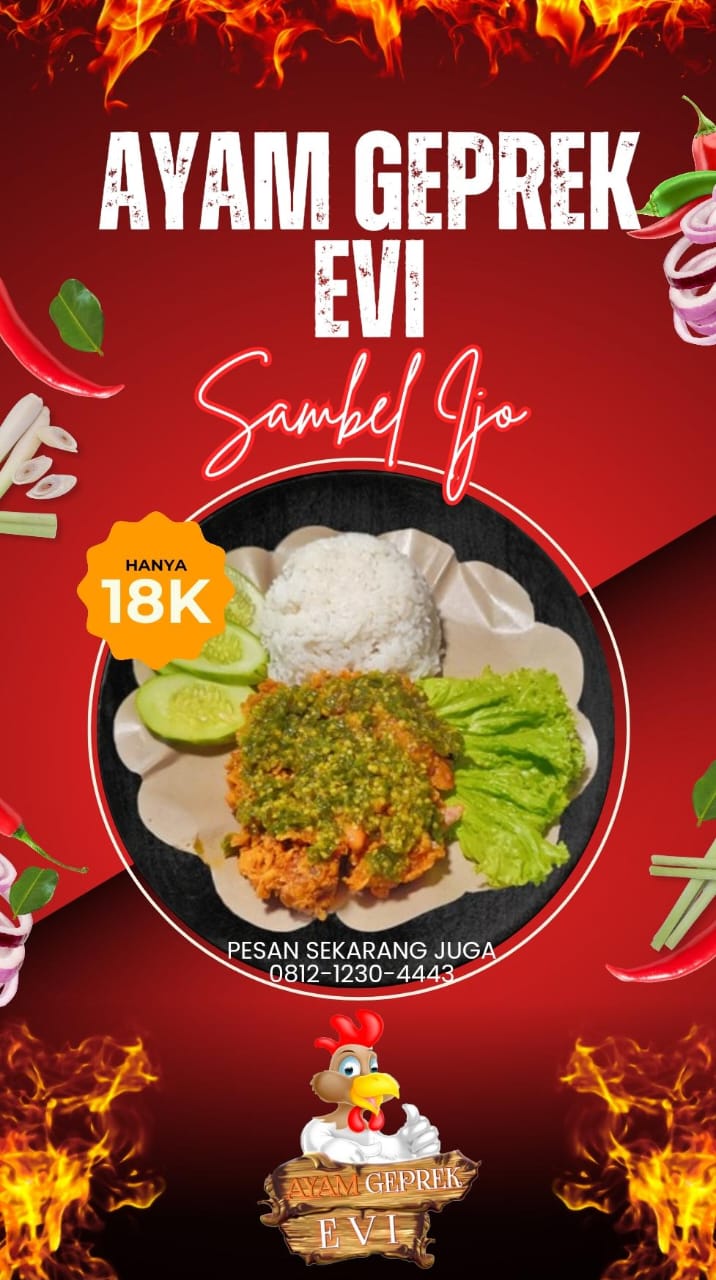 AYAM GEPREK
EVI
Sambel Ijo
HANYA
18K
PESAN SEKARANG JUGA
0812-1230-4443
AYAM GEPREK
EVI